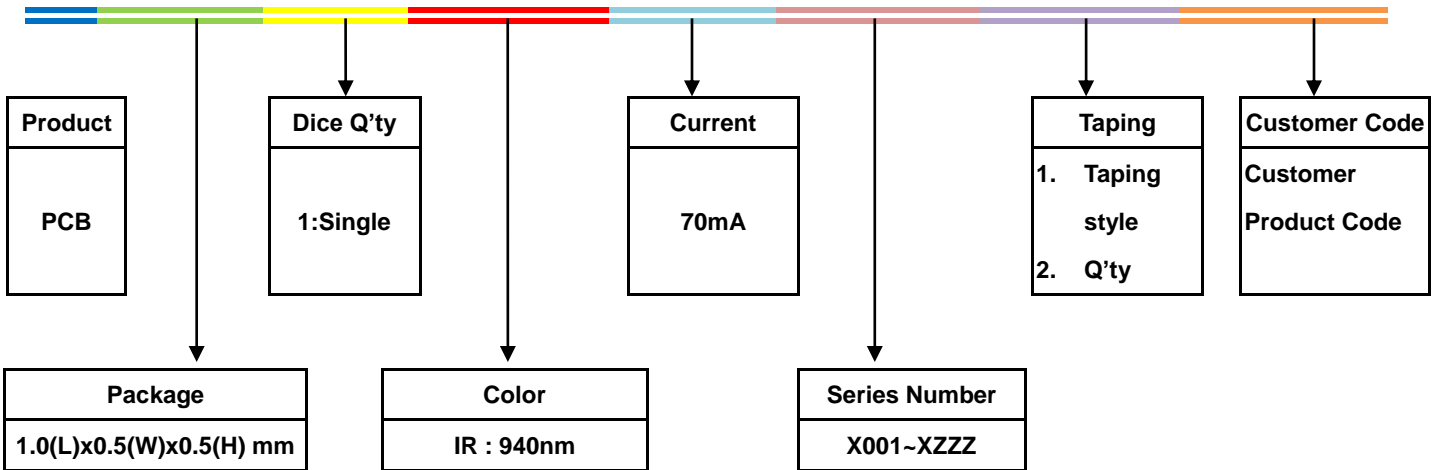 Product
PCB
Dice Q'ty
1:Single
Current
70mA
Taping
1. Taping
style
2. Q'ty
Customer Code
Customer
Product Code
Package
1.0(L)x0.5(W)x0.5(H) mm
Color
IR : 940nm
Series Number
X001~XZZZ